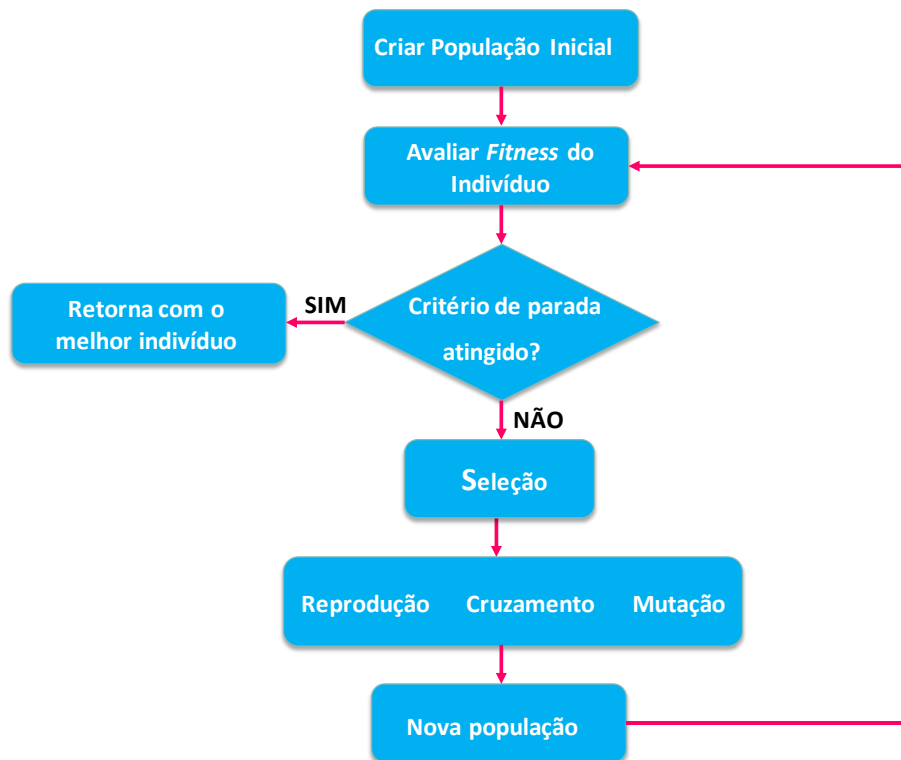 Criar População Inicial
Avaliar Fitness do
Indivíduo
Critério de parada
atingido?
SIM
Retorna com o
melhor indivíduo
NÃO
Seleção
Reprodução Cruzamento Mutação
Nova população